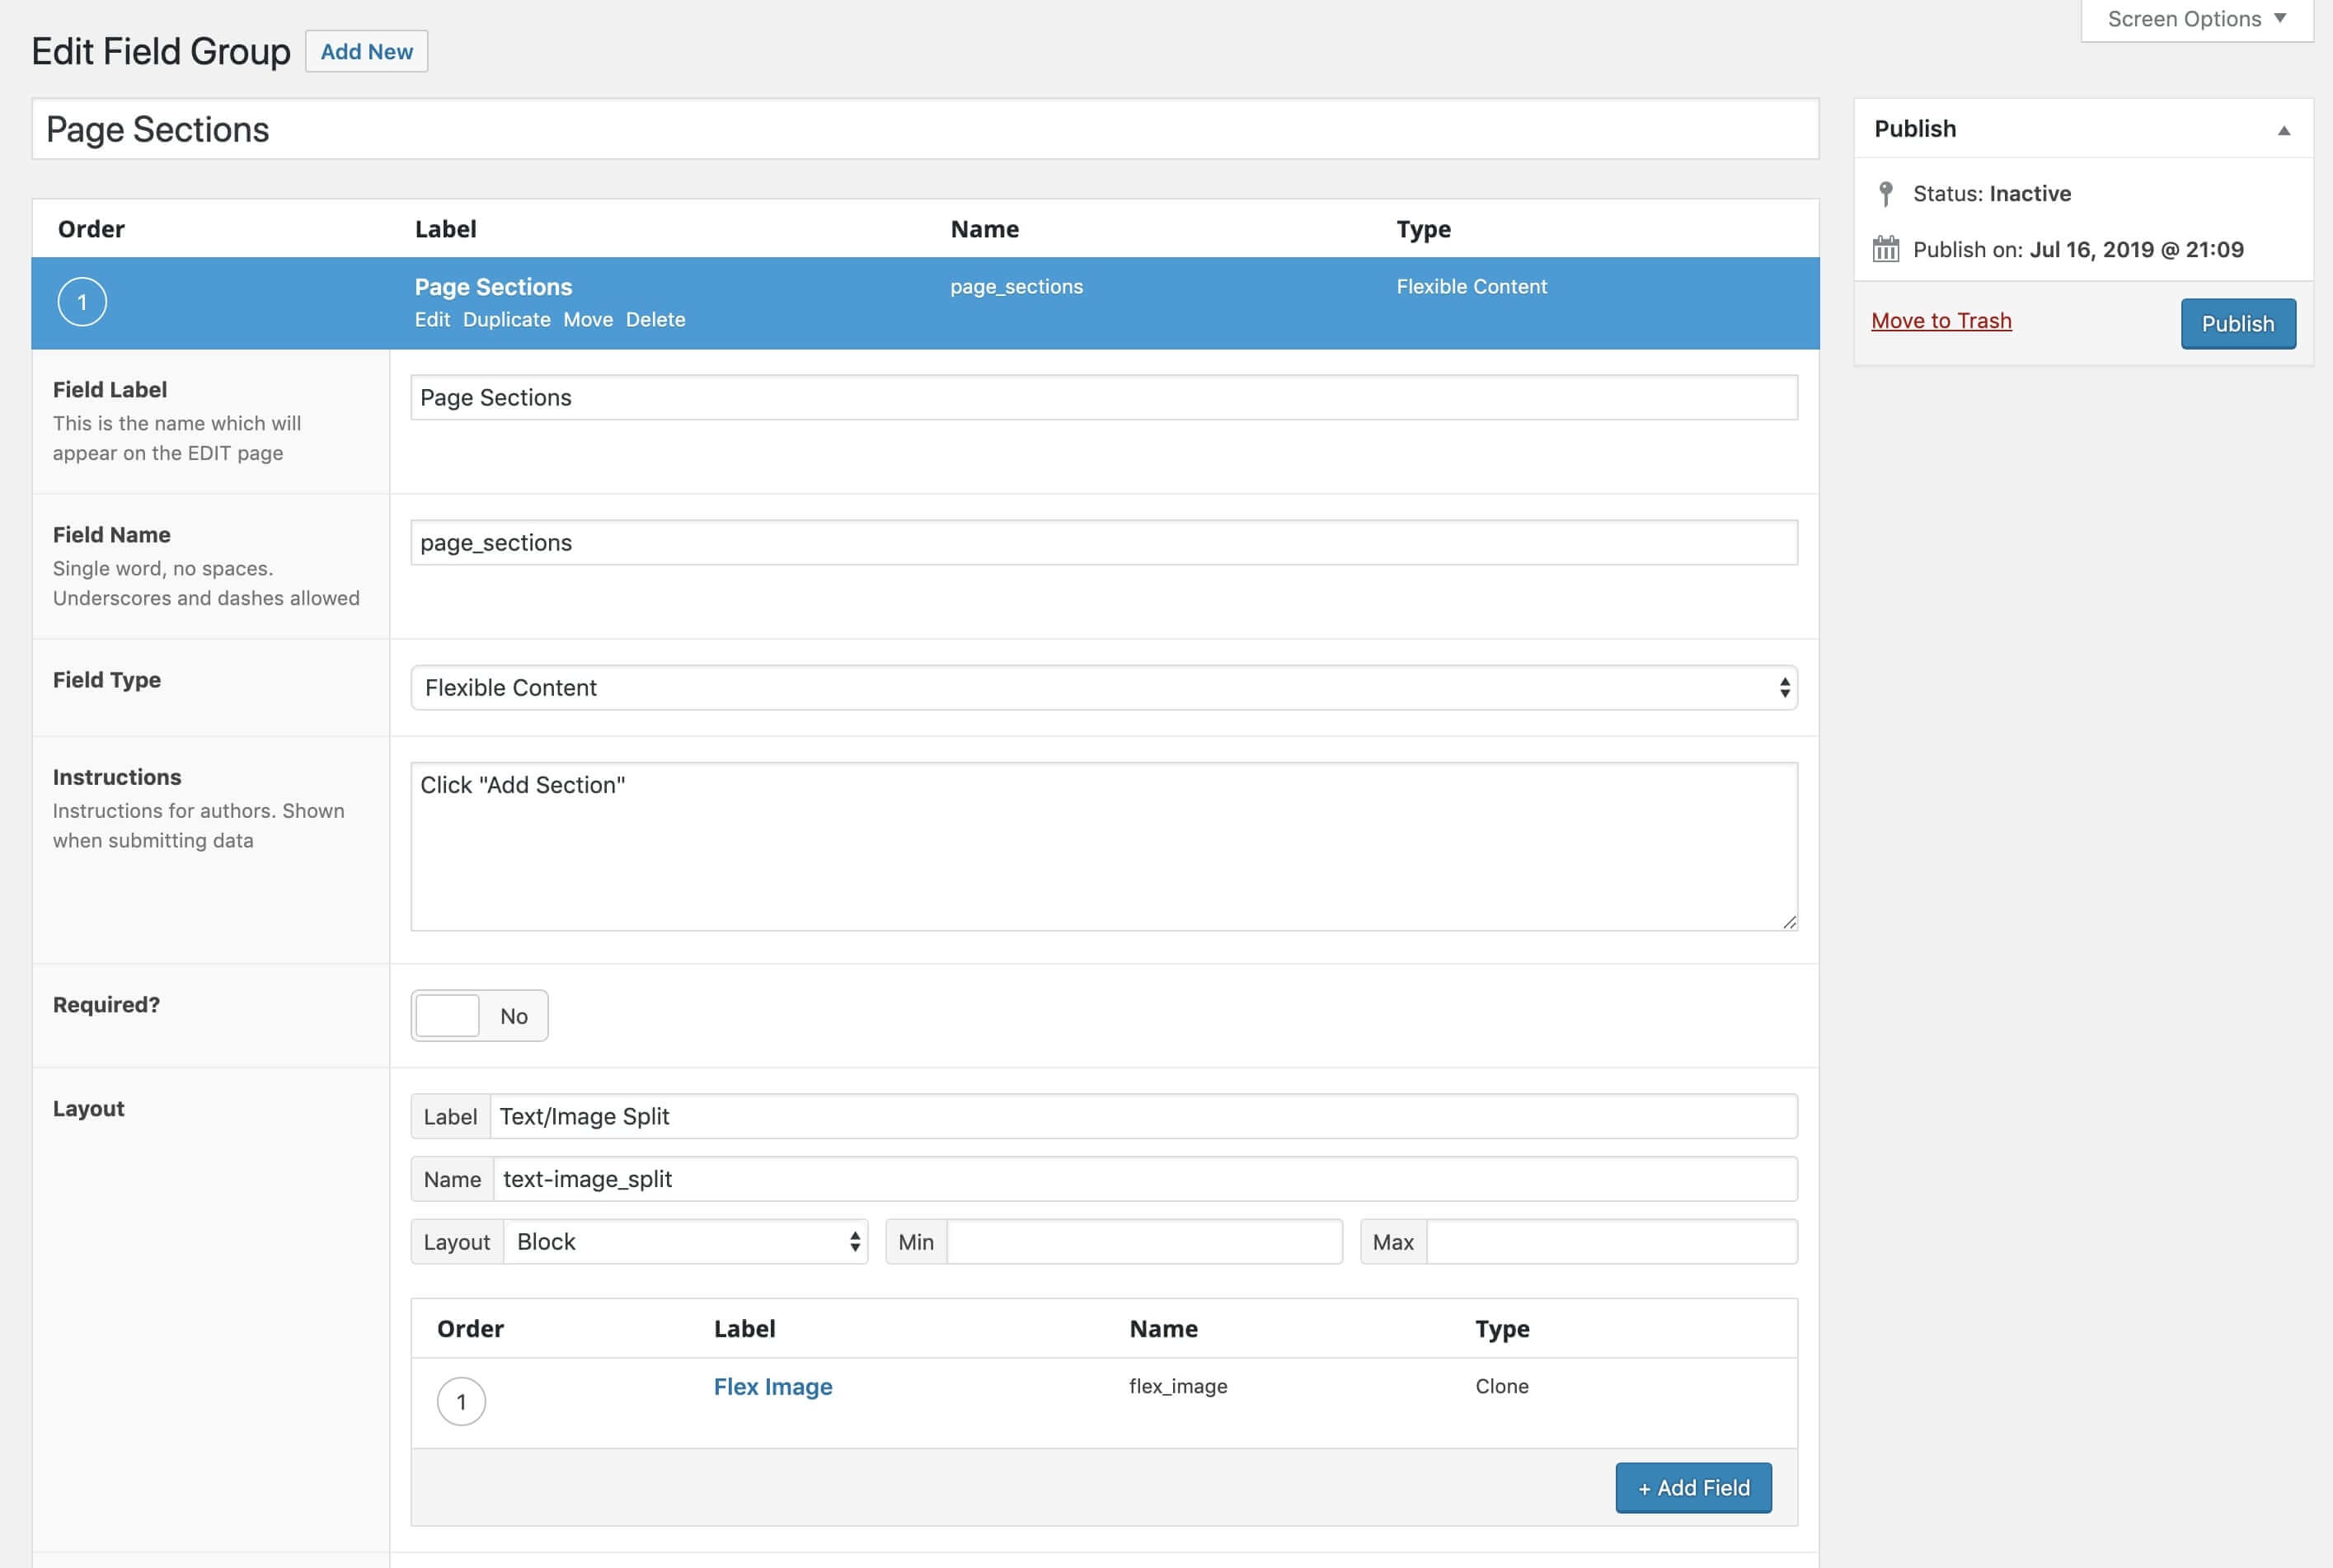 Screen Options
Edit Field Group Add New
Page Sections
Publish
Status: Inactive
Publish on: Jul 16, 2019 @ 21:09
Move to Trash Publish
Order Label Name Type
1 Page Sections page_sections Flexible Content
Edit Duplicate Move Delete
Field Label
This is the name which will
appear on the EDIT page
Page Sections
Field Name
Single word, no spaces.
Underscores and dashes allowed
page_sections
Field Type
Flexible Content
Instructions
Instructions for authors. Shown
when submitting data
Click "Add Section"
Required?
No
Layout
Label Text/Image Split
Name text-image_split
Layout Block Min Max
Order Label Name Type
1 Flex Image flex_image Clone
+ Add Field